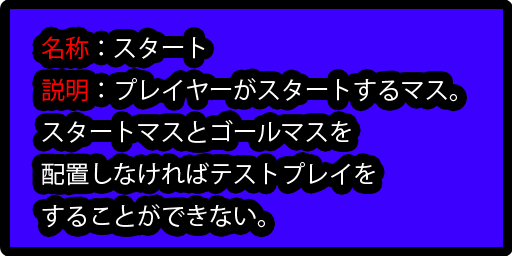 名称：スタート
説明：プレイヤーがスタートするマス。
スタートマスとゴールマスを
配置しなければテストプレイを
することができない。